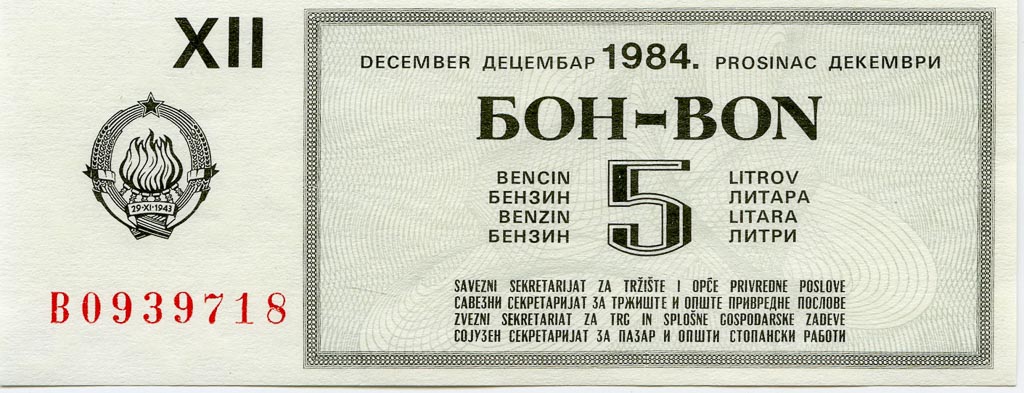 XII
DECEMBER ДЕЦЕМБАР 1984. PROSINAC ДЕКЕМВРИ
БОН-BON
BENCIN 5 LITROV
БЕНЗИН ЛИТАРА
BENZIN LITARA
БЕНЗИН ЛИТРИ
29·XI·1943
B0939718
SAVEZNI SEKRETARIJAT ZA TRŽIŠTE I OPĆE PRIVREDNE POSLOVE
САВЕЗНИ СЕКРЕТАРИЈАТ ЗА ТРЖИШТЕ И ОПШТЕ ПРИВРЕДНЕ ПОСЛОВЕ
ZVEZNI SEKRETARIAT ZA TRG IN SPLOŠNE GOSPODARSKE ZADEVE
СОЈУЗЕН СЕКРЕТАРИЈАТ ЗА ПАЗАР И ОПШТИ СТОПАНСКИ РАБОТИ